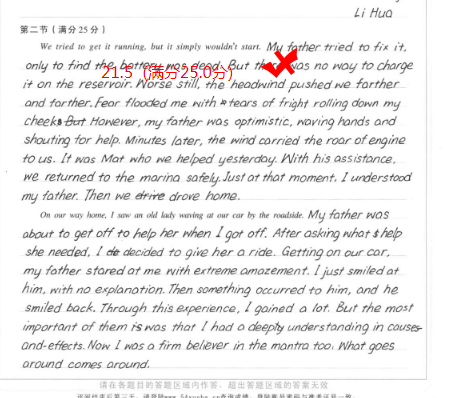 Li Hua
第二节（满分25分）
We tried to get it running, but it simply wouldn't start. My father tried to fix it,
only to find the battery was dead. But there was no way to charge
21.5 (满分25.0分)
it on the reservoir. Worse still, the headwind pushed we farther
and farther. Fear flooded me with tears of fright rolling down my
cheeks But However, my father was optimistic, waving hands and
shouting for help. Minutes later, the wind carried the roar of engine
to us. It was Mat who we helped yesterday. With his assistance,
we returned to the marina safely. Just at that moment, I understood
my father. Then we drive drove home.
On our way home, I saw an old lady waving at our car by the roadside. My father was
about to get off to help her when I got off. After asking what help
she needed, I de decided to give her a ride. Getting on our car,
my father stared at me with extreme amazement. I just smiled at
him, with no explanation. Then something occurred to him, and he
smiled back. Through this experience, I gained a lot. But the most
important of them is was that I had a deeply understanding in causes-
and-effects. Now I was a firm believer in the mantra too: What goes
around comes around.
请在各题目的答题区域内作答，超出答题区域的答案无效